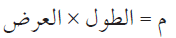 م = الطول × العرض